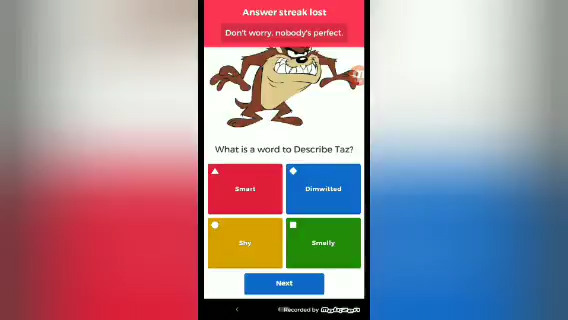 Answer streak lost
Don't worry, nobody's perfect.
What is a word to Describe Taz?
Smart
Dimwitted
Shy
Smelly
Next
Recorded by